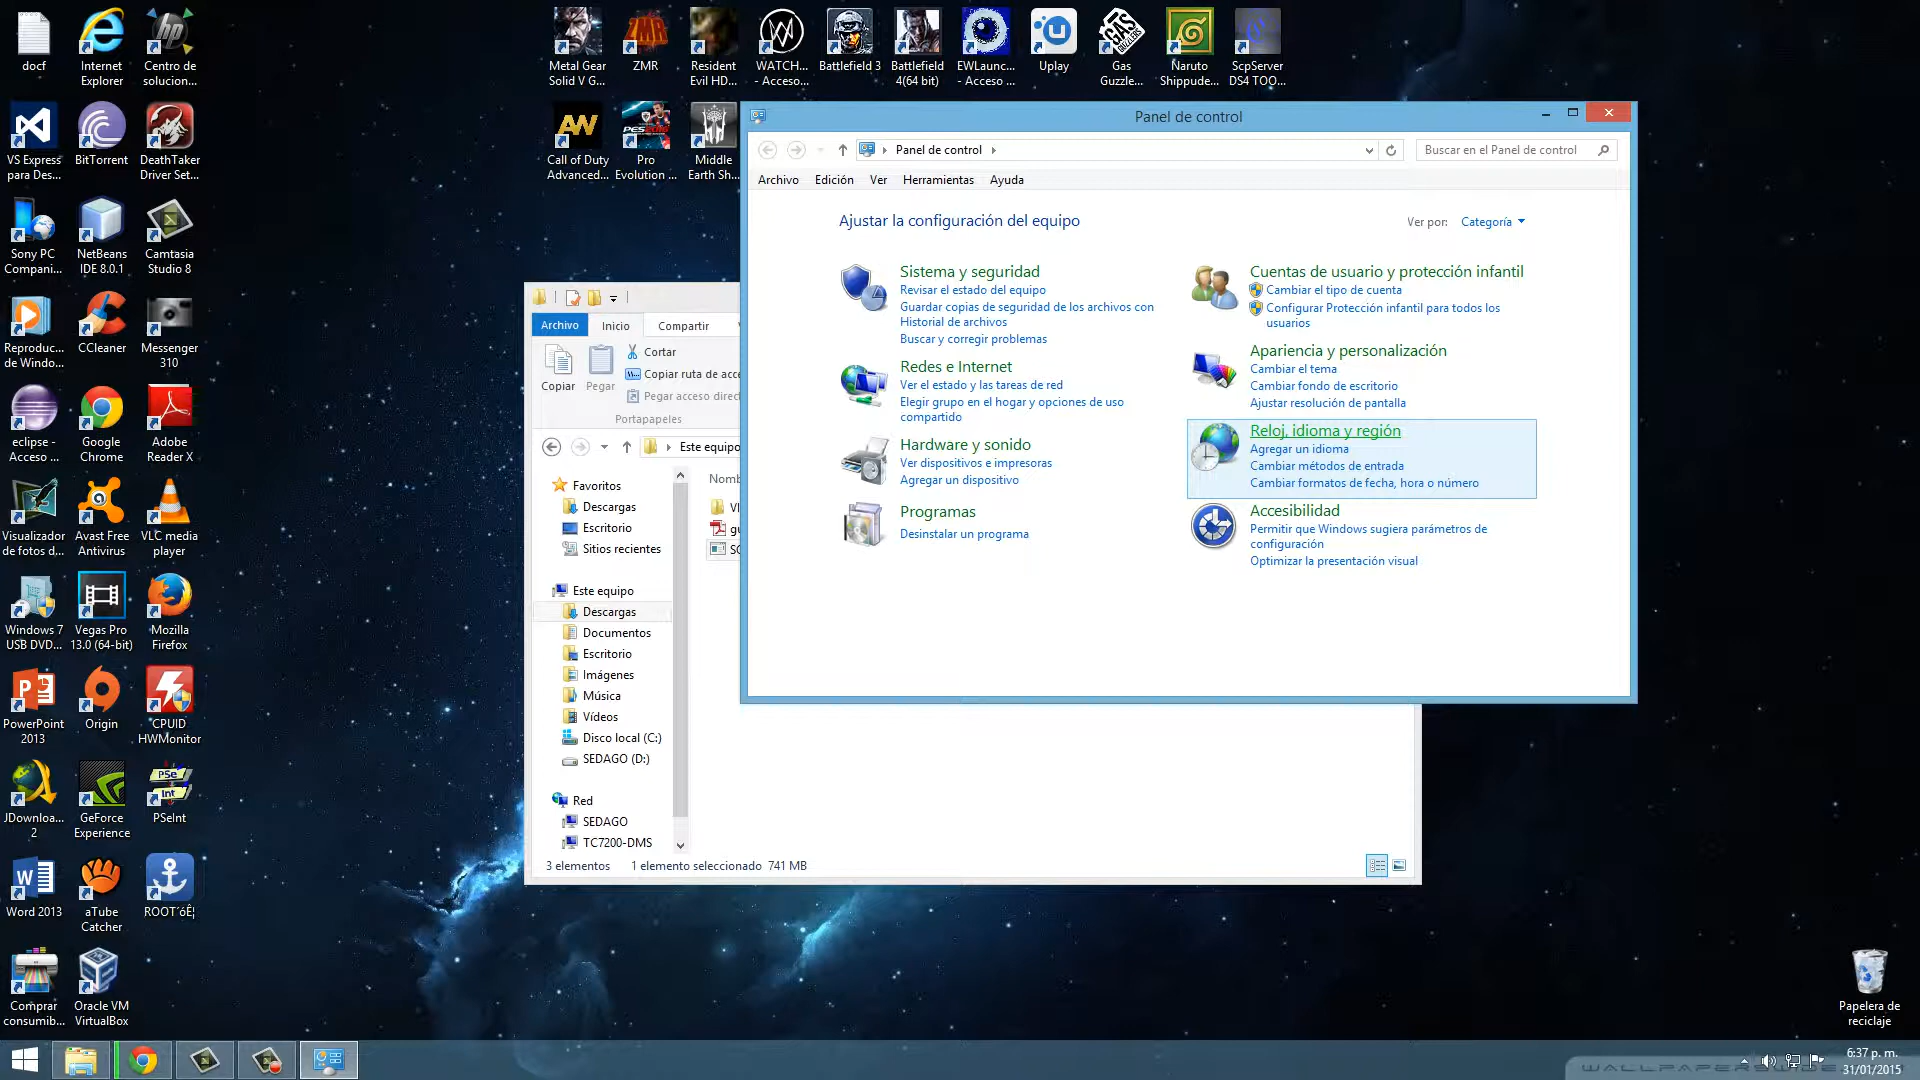 docf
Internet
Explorer
Centro de
solucion...
Metal Gear
Solid V G...
ZMR
Resident
Evil HD...
WATCH...
- Acceso...
Battlefield 3
Battlefield
4(64 bit)
EWLaunc...
- Acceso ...
Uplay
Gas
Guzzle...
Naruto
Shippude...
ScpServer
DS4 TOO...
VS Express
para Des...
BitTorrent
DeathTaker
Driver Set...
Call of Duty
Advanced...
Pro
Evolution ...
Middle
Earth Sh...
Sony PC
Compani...
NetBeans
IDE 8.0.1
Camtasia
Studio 8
Reproduc...
de Windo...
CCleaner
Messenger
310
eclipse -
Acceso ...
Google
Chrome
Adobe
Reader X
Visualizador
de fotos d...
Avast Free
Antivirus
VLC media
player
Windows 7
USB DVD...
Vegas Pro
13.0 (64-bit)
Mozilla
Firefox
PowerPoint
2013
Origin
CPUID
HWMonitor
JDownloa...
2
GeForce
Experience
PSeInt
Word 2013
aTube
Catcher
ROOT´óÊ¦
Comprar
consumib...
Oracle VM
VirtualBox
Papelera de
reciclaje
Panel de control
Panel de control
Buscar en el Panel de control
Archivo Edición Ver Herramientas Ayuda
Ajustar la configuración del equipo
Ver por: Categoría
Sistema y seguridad
Revisar el estado del equipo
Guardar copias de seguridad de los archivos con
Historial de archivos
Buscar y corregir problemas
Redes e Internet
Ver el estado y las tareas de red
Elegir grupo en el hogar y opciones de uso
compartido
Hardware y sonido
Ver dispositivos e impresoras
Agregar un dispositivo
Programas
Desinstalar un programa
Cuentas de usuario y protección infantil
Cambiar el tipo de cuenta
Configurar Protección infantil para todos los
usuarios
Apariencia y personalización
Cambiar el tema
Cambiar fondo de escritorio
Ajustar resolución de pantalla
Reloj, idioma y región
Agregar un idioma
Cambiar métodos de entrada
Cambiar formatos de fecha, hora o número
Accesibilidad
Permitir que Windows sugiera parámetros de
configuración
Optimizar la presentación visual
Archivo Inicio Compartir
Copiar
Pegar
Cortar
Copiar ruta de acce
Pegar acceso direct
Portapapeles
Este equipo
Nomb
Favoritos
Descargas
Escritorio
Sitios recientes
Este equipo
Descargas
Documentos
Escritorio
Imágenes
Música
Vídeos
Disco local (C:)
SEDAGO (D:)
Red
SEDAGO
TC7200-DMS
3 elementos 1 elemento seleccionado 741 MB
6:37 p. m.
31/01/2015